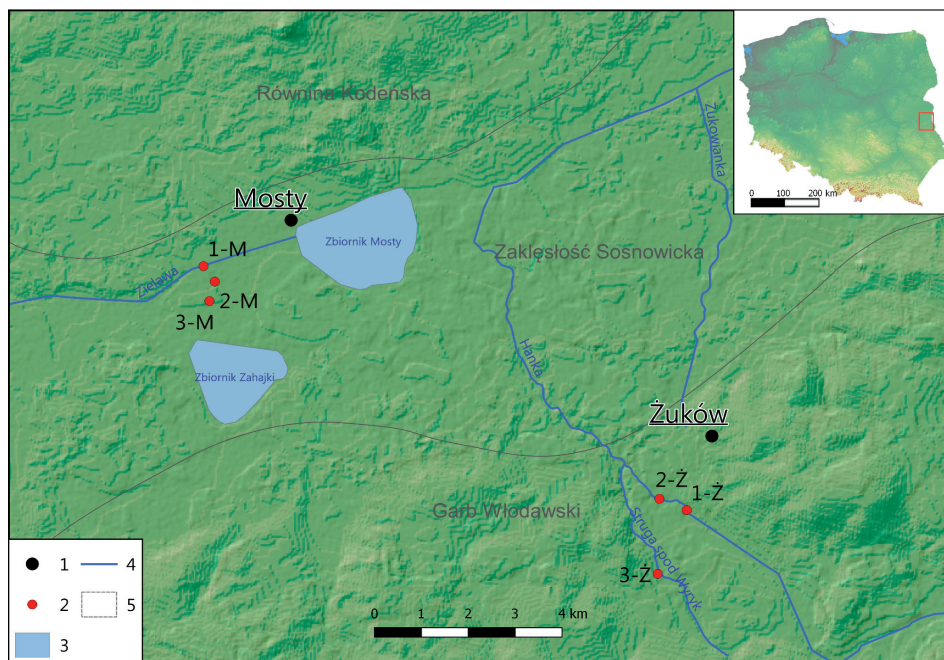 Równina Kodeńska
Żukowianka
0 100 200 km
Mosty
Zbiornik Mosty
Zaklęsłość Sosnowicka
1-M
Zielawa
2-M
3-M
Zbiornik Zahajki
Hanka
Żuków
2-Ż
1-Ż
Garb Włodawski
Struga spod Wyryk
3-Ż
1
4
2
5
3
0 1 2 3 4 km